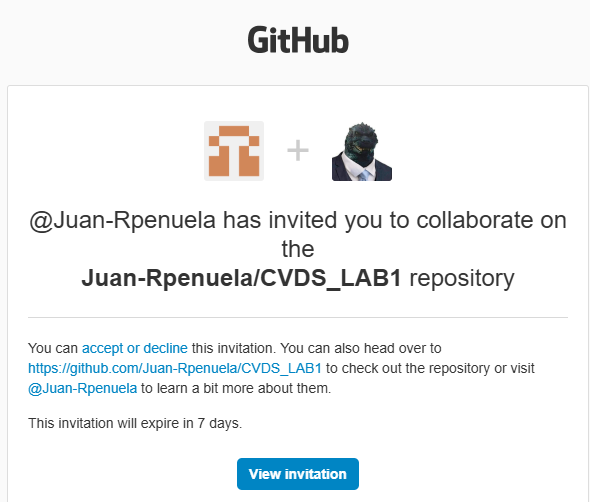 GitHub
+
@Juan-Rpenuela has invited you to collaborate on
the
Juan-Rpenuela/CVDS_LAB1 repository
You can accept or decline this invitation. You can also head over to
https://github.com/Juan-Rpenuela/CVDS_LAB1 to check out the repository or visit
@Juan-Rpenuela to learn a bit more about them.
This invitation will expire in 7 days.
View invitation